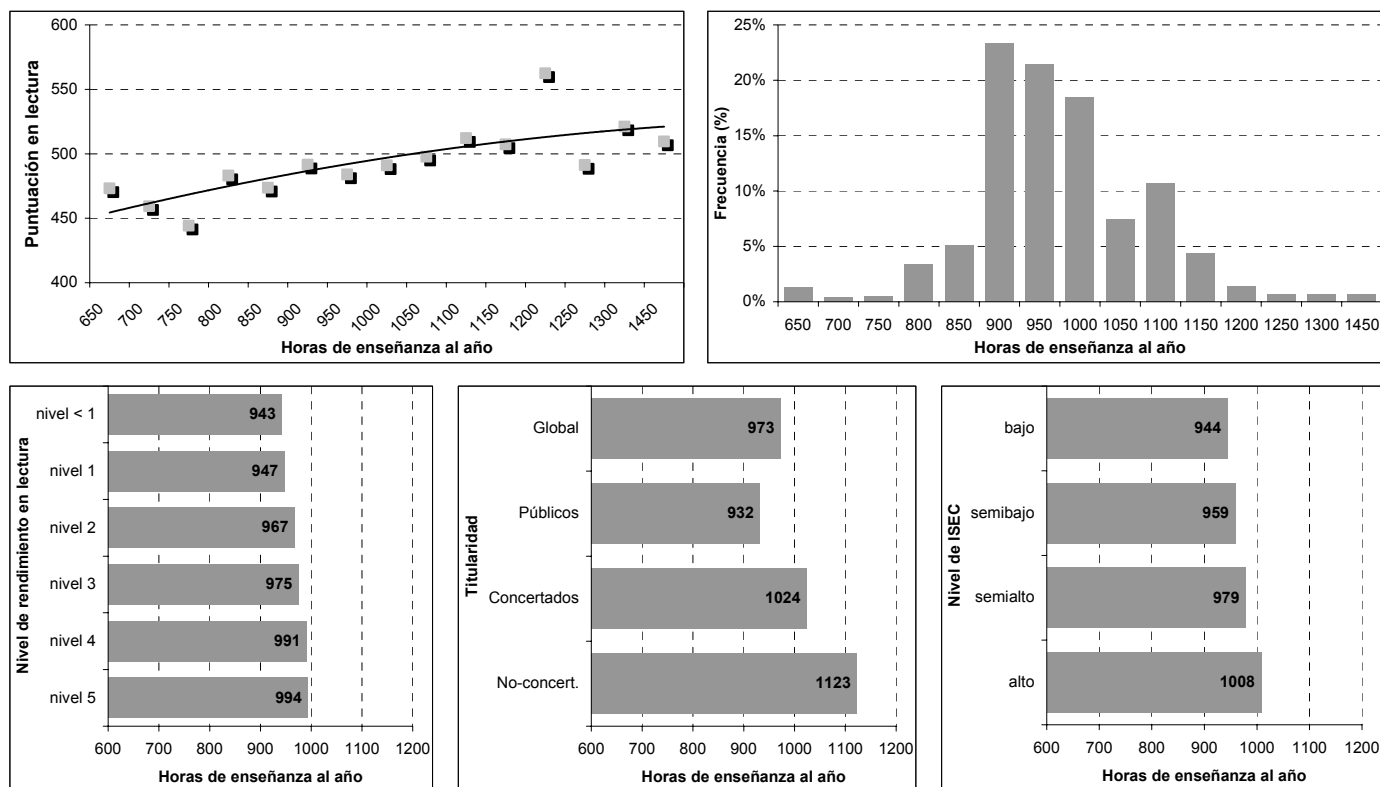 600
550
500
450
400
Puntuación en lectura
650 700 750 800 850 900 950 1000 1050 1100 1150 1200 1250 1300 1450
Horas de enseñanza al año
25%
20%
15%
10%
5%
0%
Frecuencia (%)
650 700 750 800 850 900 950 1000 1050 1100 1150 1200 1250 1300 1450
Horas de enseñanza al año
Nivel de rendimiento en lectura
nivel < 1 943
nivel 1 947
nivel 2 967
nivel 3 975
nivel 4 991
nivel 5 994
600 700 800 900 1000 1100 1200
Horas de enseñanza al año
Titularidad
Global 973
Públicos 932
Concertados 1024
No-concert. 1123
600 700 800 900 1000 1100 1200
Horas de enseñanza al año
Nivel de ISEC
bajo 944
semibajo 959
semialto 979
alto 1008
600 700 800 900 1000 1100 1200
Horas de enseñanza al año